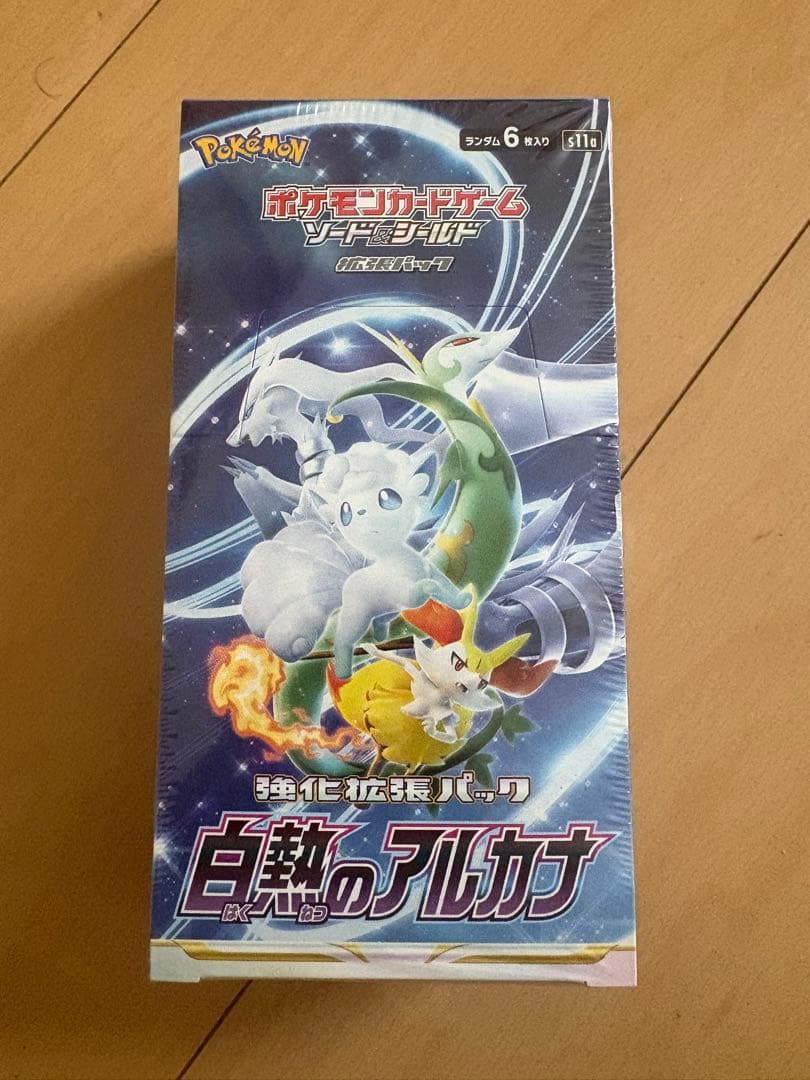 POKéMON
ランダム6枚入り s11a
ポケモンカードゲーム
ソード&シールド
拡張パック
強化拡張パック
白熱のアルカナ
はく ねつ